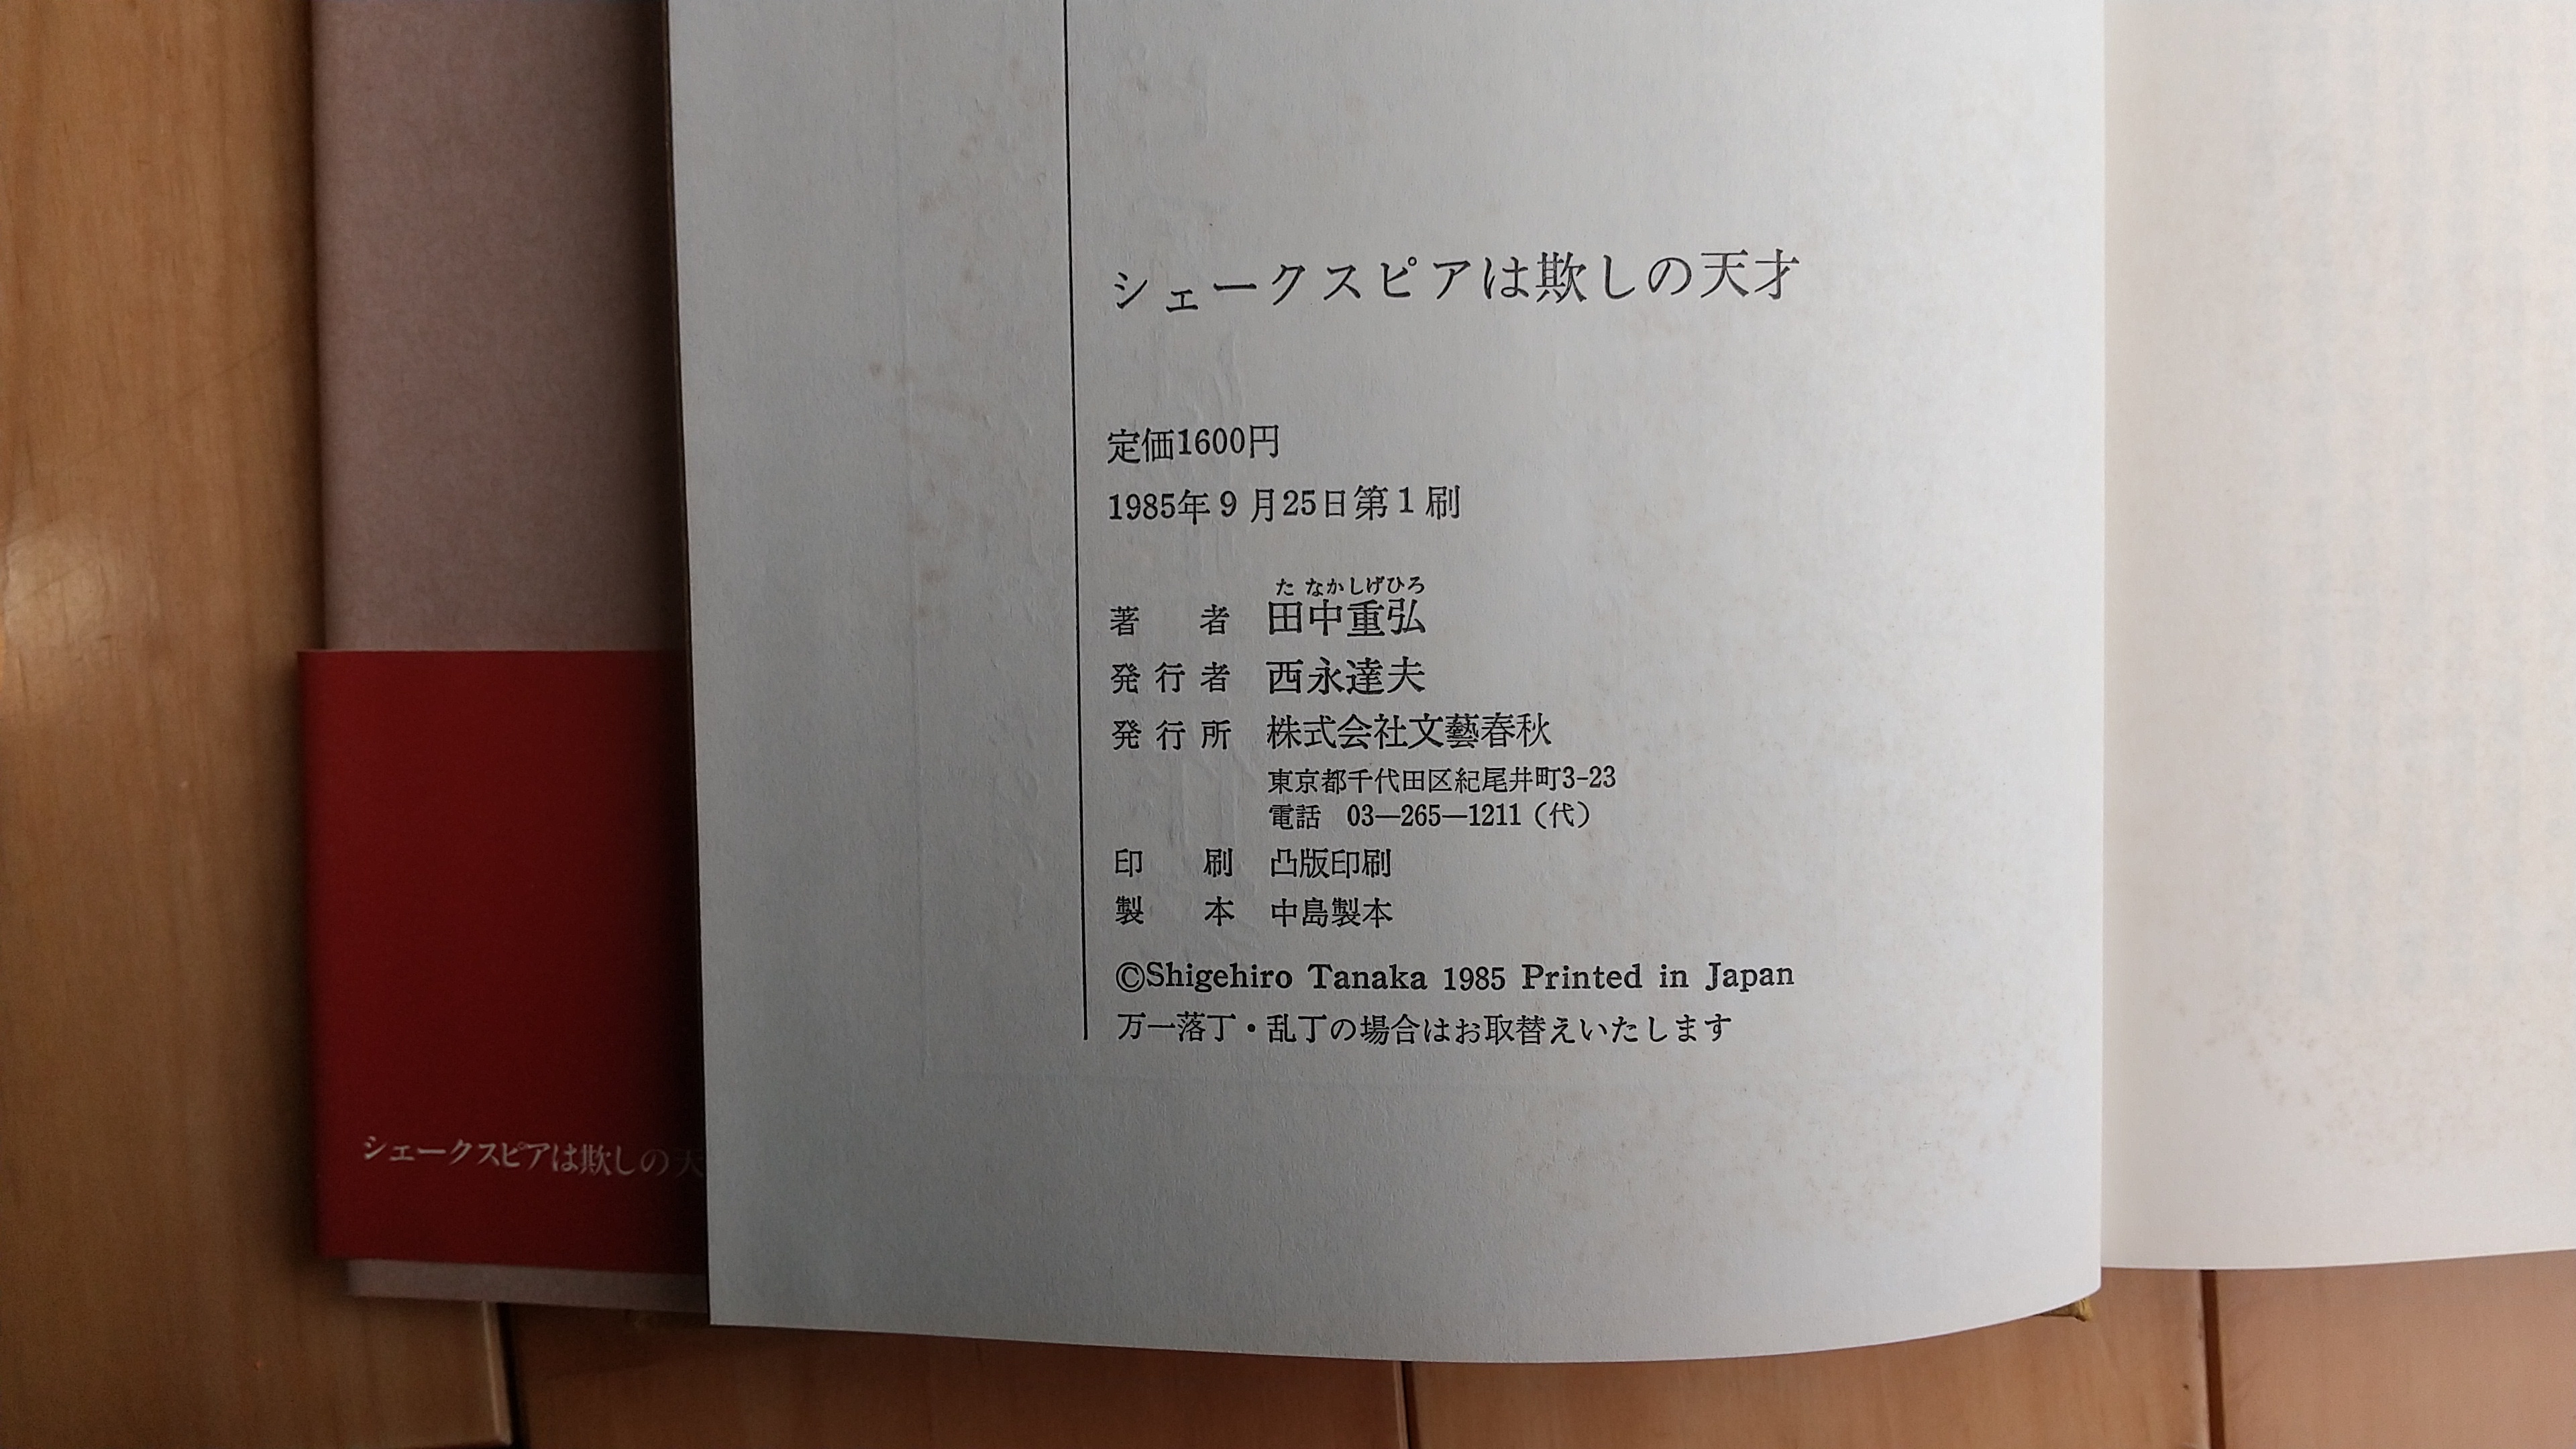 シェークスピアは欺しの天才
定価1600円
1985年9月25日第1刷
たなかしげひろ
著者 田中重弘
発行者 西永達夫
発行所 株式会社文藝春秋
東京都千代田区紀尾井町3-23
電話 03―265―1211（代）
印刷 凸版印刷
製本 中島製本
©Shigehiro Tanaka 1985 Printed in Japan
万一落丁・乱丁の場合はお取替えいたします
シェークスピアは欺しの天